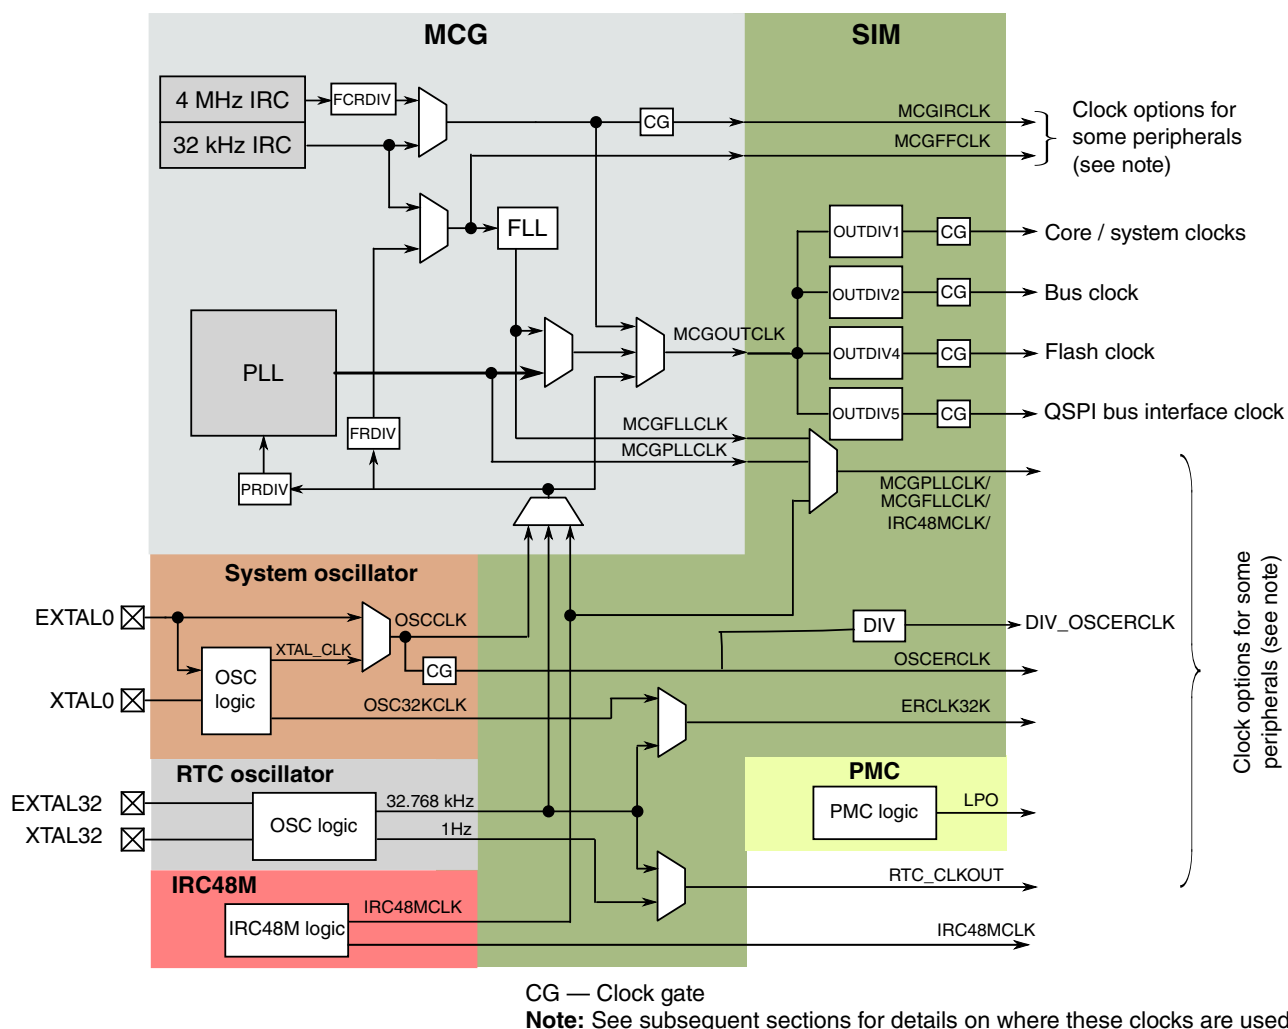 MCG
SIM
4 MHz IRC
FCRDIV
32 kHz IRC
CG
MCGIRCLK
MCGFFCLK
Clock options for
some peripherals
(see note)
FLL
OUTDIV1
CG
Core / system clocks
OUTDIV2
CG
Bus clock
MCGOUTCLK
OUTDIV4
CG
Flash clock
PLL
OUTDIV5
CG
QSPI bus interface clock
FRDIV
MCGFLLCLK
MCGPLLCLK
PRDIV
MCGPLLCLK/
MCGFLLCLK/
IRC48MCLK/
System oscillator
EXTAL0
OSCCLK
DIV
DIV_OSCERCLK
XTAL_CLK
OSC
logic
CG
OSCERCLK
XTAL0
OSC32KCLK
ERCLK32K
Clock options for some
peripherals (see note)
RTC oscillator
PMC
EXTAL32
32.768 kHz
OSC logic
PMC logic
LPO
XTAL32
1Hz
IRC48M
RTC_CLKOUT
IRC48MCLK
IRC48M logic
IRC48MCLK
CG — Clock gate
Note: See subsequent sections for details on where these clocks are used